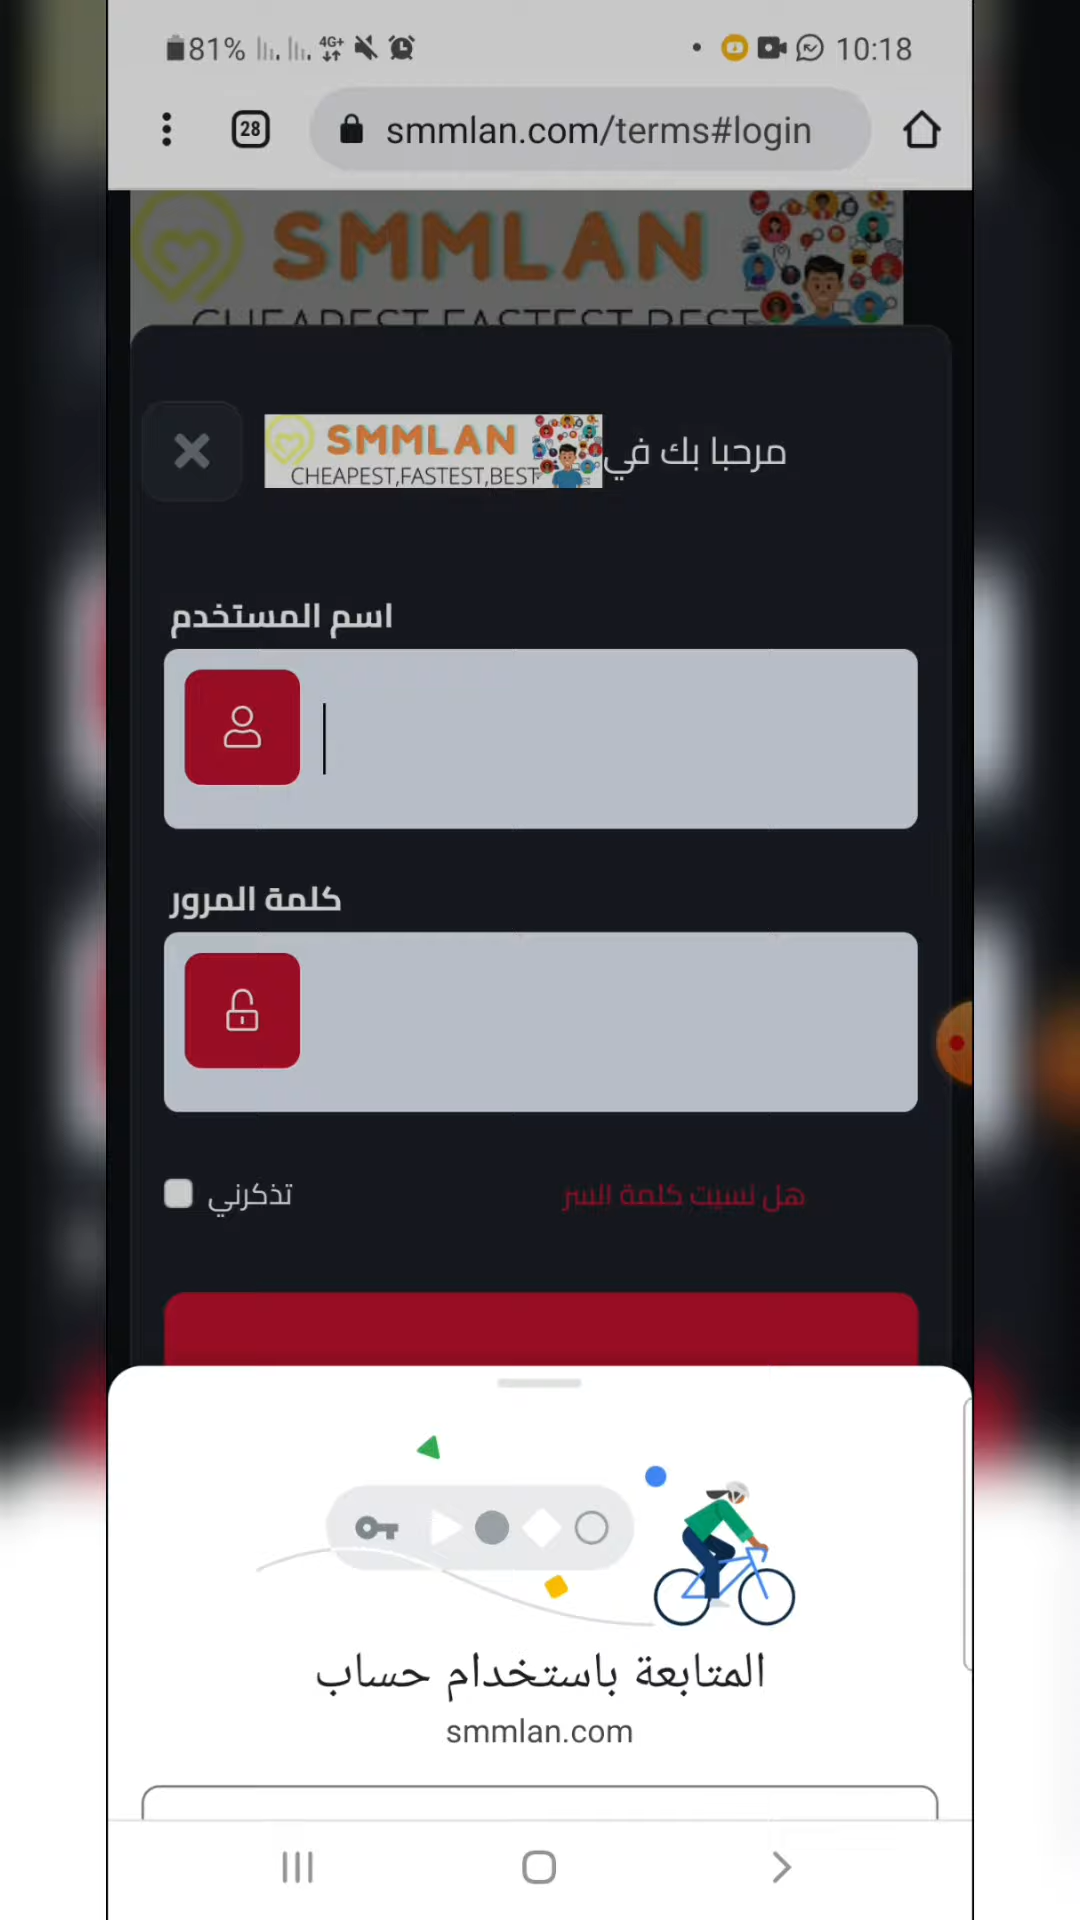 81% 4G+ 10:18
28 smmlan.com/terms#login
SMMLAN
CHEAPEST,FASTEST,BEST
مرحبا بك في SMMLAN
CHEAPEST,FASTEST,BEST
اسم المستخدم
كلمة المرور
تذكرني
هل نسيت كلمة السر
المتابعة باستخدام حساب
smmlan.com